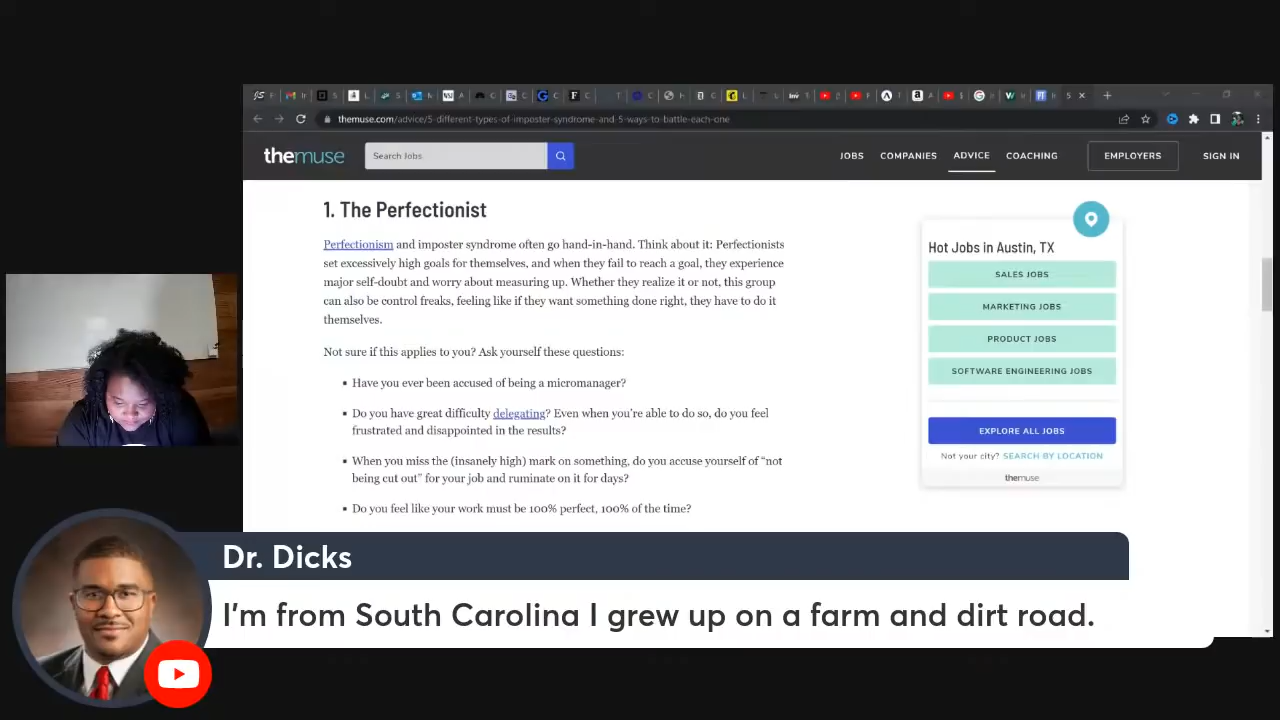 themuse.com/advice/5-different-types-of-imposter-syndrome-and-5-ways-to-battle-each-one
themuse
Search Jobs
JOBS
COMPANIES
ADVICE
COACHING
EMPLOYERS
SIGN IN
1. The Perfectionist
Perfectionism and imposter syndrome often go hand-in-hand. Think about it: Perfectionists
set excessively high goals for themselves, and when they fail to reach a goal, they experience
major self-doubt and worry about measuring up. Whether they realize it or not, this group
can also be control freaks, feeling like if they want something done right, they have to do it
themselves.
Not sure if this applies to you? Ask yourself these questions:
▪ Have you ever been accused of being a micromanager?
▪ Do you have great difficulty delegating? Even when you’re able to do so, do you feel
frustrated and disappointed in the results?
▪ When you miss the (insanely high) mark on something, do you accuse yourself of “not
being cut out” for your job and ruminate on it for days?
▪ Do you feel like your work must be 100% perfect, 100% of the time?
Hot Jobs in Austin, TX
SALES JOBS
MARKETING JOBS
PRODUCT JOBS
SOFTWARE ENGINEERING JOBS
EXPLORE ALL JOBS
Not your city? SEARCH BY LOCATION
themuse
Dr. Dicks
I'm from South Carolina I grew up on a farm and dirt road.